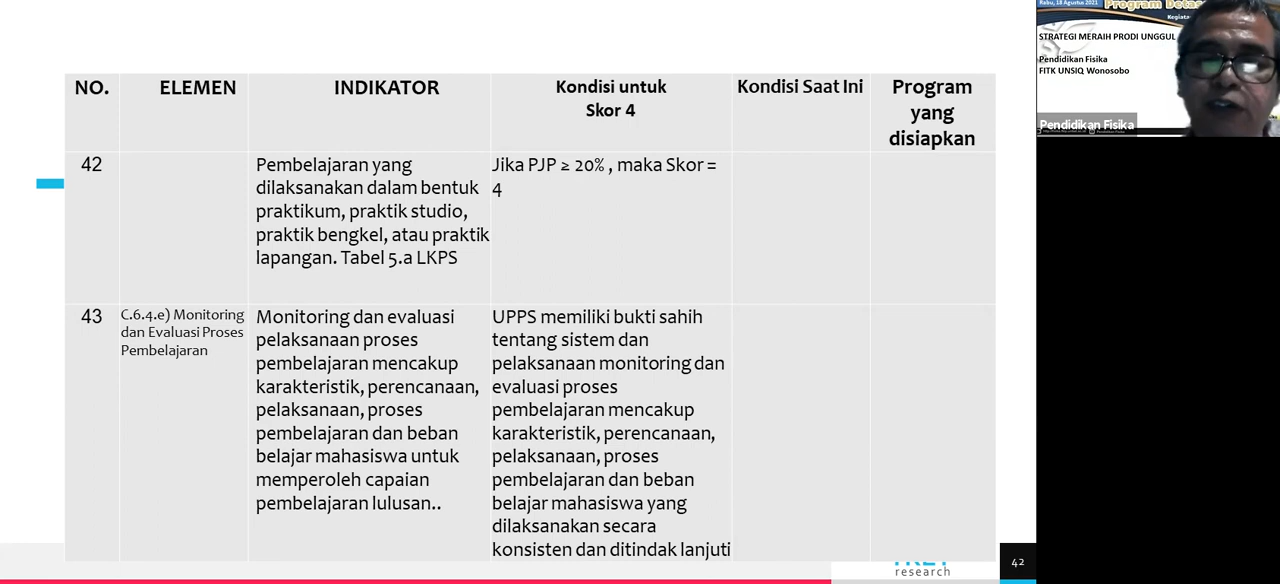 NO.
ELEMEN
INDIKATOR
Kondisi untuk
Skor 4
Kondisi Saat Ini
Program
yang
disiapkan
42
Pembelajaran yang
dilaksanakan dalam bentuk
praktikum, praktik studio,
praktik bengkel, atau praktik
lapangan. Tabel 5.a LKPS
Jika PJP ≥ 20% , maka Skor =
4
43
C.6.4.e) Monitoring
dan Evaluasi Proses
Pembelajaran
Monitoring dan evaluasi
pelaksanaan proses
pembelajaran mencakup
karakteristik, perencanaan,
pelaksanaan, proses
pembelajaran dan beban
belajar mahasiswa untuk
memperoleh capaian
pembelajaran lulusan..
UPPS memiliki bukti sahih
tentang sistem dan
pelaksanaan monitoring dan
evaluasi proses
pembelajaran mencakup
karakteristik, perencanaan,
pelaksanaan, proses
pembelajaran dan beban
belajar mahasiswa yang
dilaksanakan secara
konsisten dan ditindak lanjuti
research
42
Rabu, 18 Agustus 2021
Program
STRATEGI MERAIH PRODI UNGGUL
Pendidikan Fisika
FITK UNSIQ Wonosobo
Pendidikan Fisika